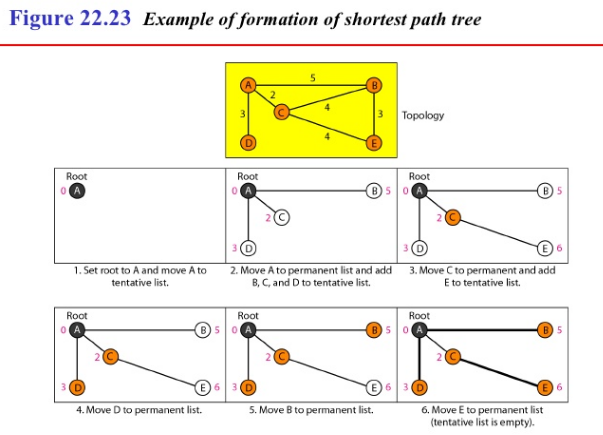 Figure 22.23 Example of formation of shortest path tree
A 5 B
2
3 C 4 3 Topology
4
D E
Root Root Root
0 A 0 A B 5 0 A B 5
2 C 2 C
3 D 3 D E 6
1. Set root to A and move A to
tentative list.
2. Move A to permanent list and add
B, C, and D to tentative list.
3. Move C to permanent and add
E to tentative list.
Root Root Root
0 A B 5 0 A B 5 0 A B 5
2 C 2 C 2 C
3 D E 6 3 D E 6 3 D E 6
4. Move D to permanent list.
5. Move B to permanent list.
6. Move E to permanent list
(tentative list is empty).